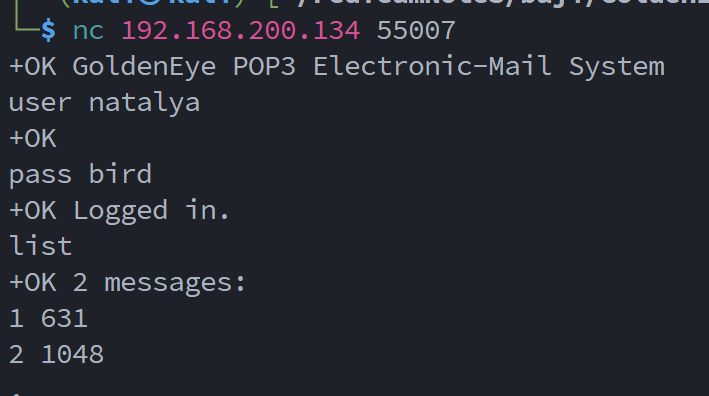 $ nc 192.168.200.134 55007
+OK GoldenEye POP3 Electronic-Mail System
user natalya
+OK
pass bird
+OK Logged in.
list
+OK 2 messages:
1 631
2 1048